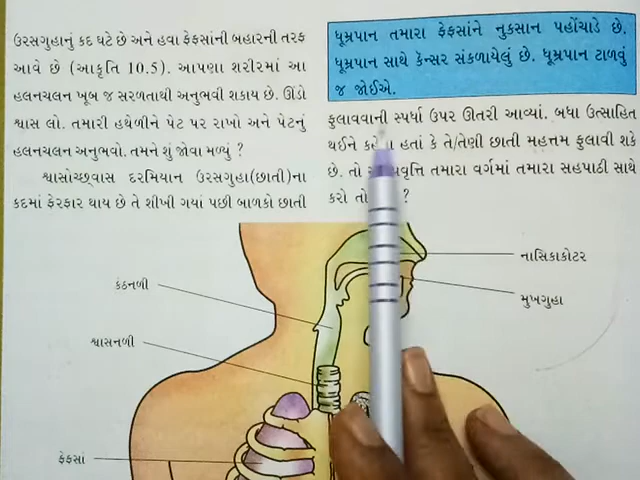 ઉરસગુહાનું કદ ઘટે છે અને હવા ફેફસાંની બહારની તરફ
આવે છે (આકૃતિ 10.5). આપણા શરીરમાં આ
હલનચલન ખૂબ જ સરળતાથી અનુભવી શકાય છે. ઊંડો
શ્વાસ લો. તમારી હથેળીને પેટ પર રાખો અને પેટનું
હલનચલન અનુભવો. તમને શું જોવા મળ્યું ?
શ્વાસોચ્છ્વાસ દરમિયાન ઉરસગુહા(છાતી)ના
કદમાં ફેરફાર થાય છે તે શીખી ગયાં પછી બાળકો છાતી
ધૂમ્રપાન તમારા ફેફસાંને નુકસાન પહોંચાડે છે.
ધૂમ્રપાન સાથે કૅન્સર સંકળાયેલું છે. ધૂમ્રપાન ટાળવું
જ જોઈએ.
ફુલાવવાની સ્પર્ધા ઉપર ઊતરી આવ્યાં. બધા ઉત્સાહિત
થઈને હતાં કે તે/તેણી છાતી મહત્તમ ફુલાવી શકે
છે. તો તમારા વર્ગમાં તમારા સહપાઠી સાથે
કરો ?
નાસિકાકોટર
કંઠનળી
મુખગુહા
શ્વાસનળી
ફેફસાં